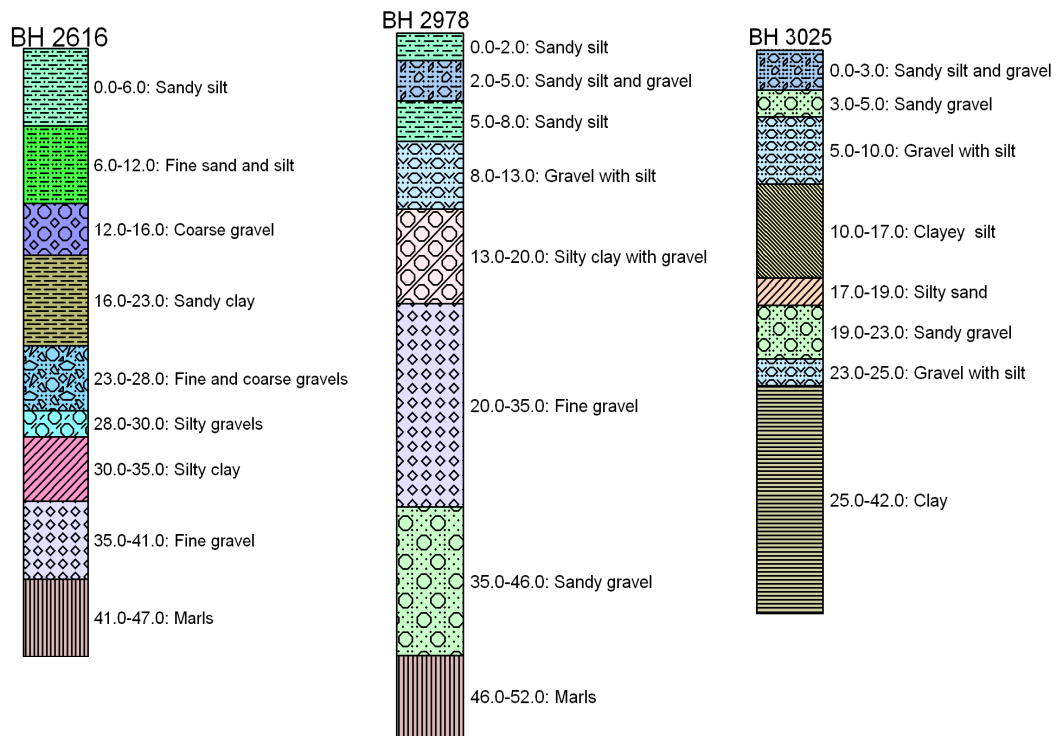 BH 2616
0.0-6.0: Sandy silt
6.0-12.0: Fine sand and silt
12.0-16.0: Coarse gravel
16.0-23.0: Sandy clay
23.0-28.0: Fine and coarse gravels
28.0-30.0: Silty gravels
30.0-35.0: Silty clay
35.0-41.0: Fine gravel
41.0-47.0: Marls
BH 2978
0.0-2.0: Sandy silt
2.0-5.0: Sandy silt and gravel
5.0-8.0: Sandy silt
8.0-13.0: Gravel with silt
13.0-20.0: Silty clay with gravel
20.0-35.0: Fine gravel
35.0-46.0: Sandy gravel
46.0-52.0: Marls
BH 3025
0.0-3.0: Sandy silt and gravel
3.0-5.0: Sandy gravel
5.0-10.0: Gravel with silt
10.0-17.0: Clayey  silt
17.0-19.0: Silty sand
19.0-23.0: Sandy gravel
23.0-25.0: Gravel with silt
25.0-42.0: Clay